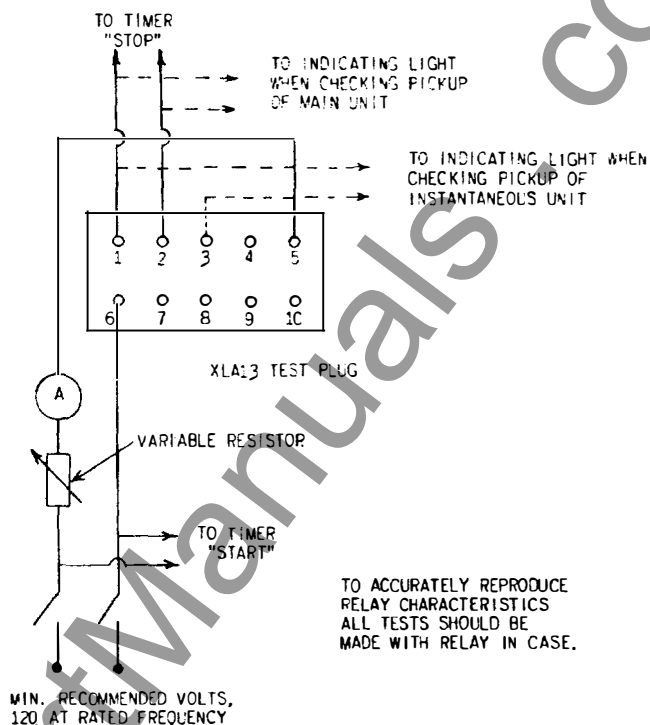 TO TIMER
"STOP"
TO INDICATING LIGHT
WHEN CHECKING PICKUP
OF MAIN UNIT
TO INDICATING LIGHT WHEN
CHECKING PICKUP OF
INSTANTANEOUS UNIT
1 2 3 4 5
6 7 8 9 10
XLA13 TEST PLUG
A
VARIABLE RESISTOR
TO TIMER
"START"
TO ACCURATELY REPRODUCE
RELAY CHARACTERISTICS
ALL TESTS SHOULD BE
MADE WITH RELAY IN CASE.
MIN. RECOMMENDED VOLTS,
120 AT RATED FREQUENCY